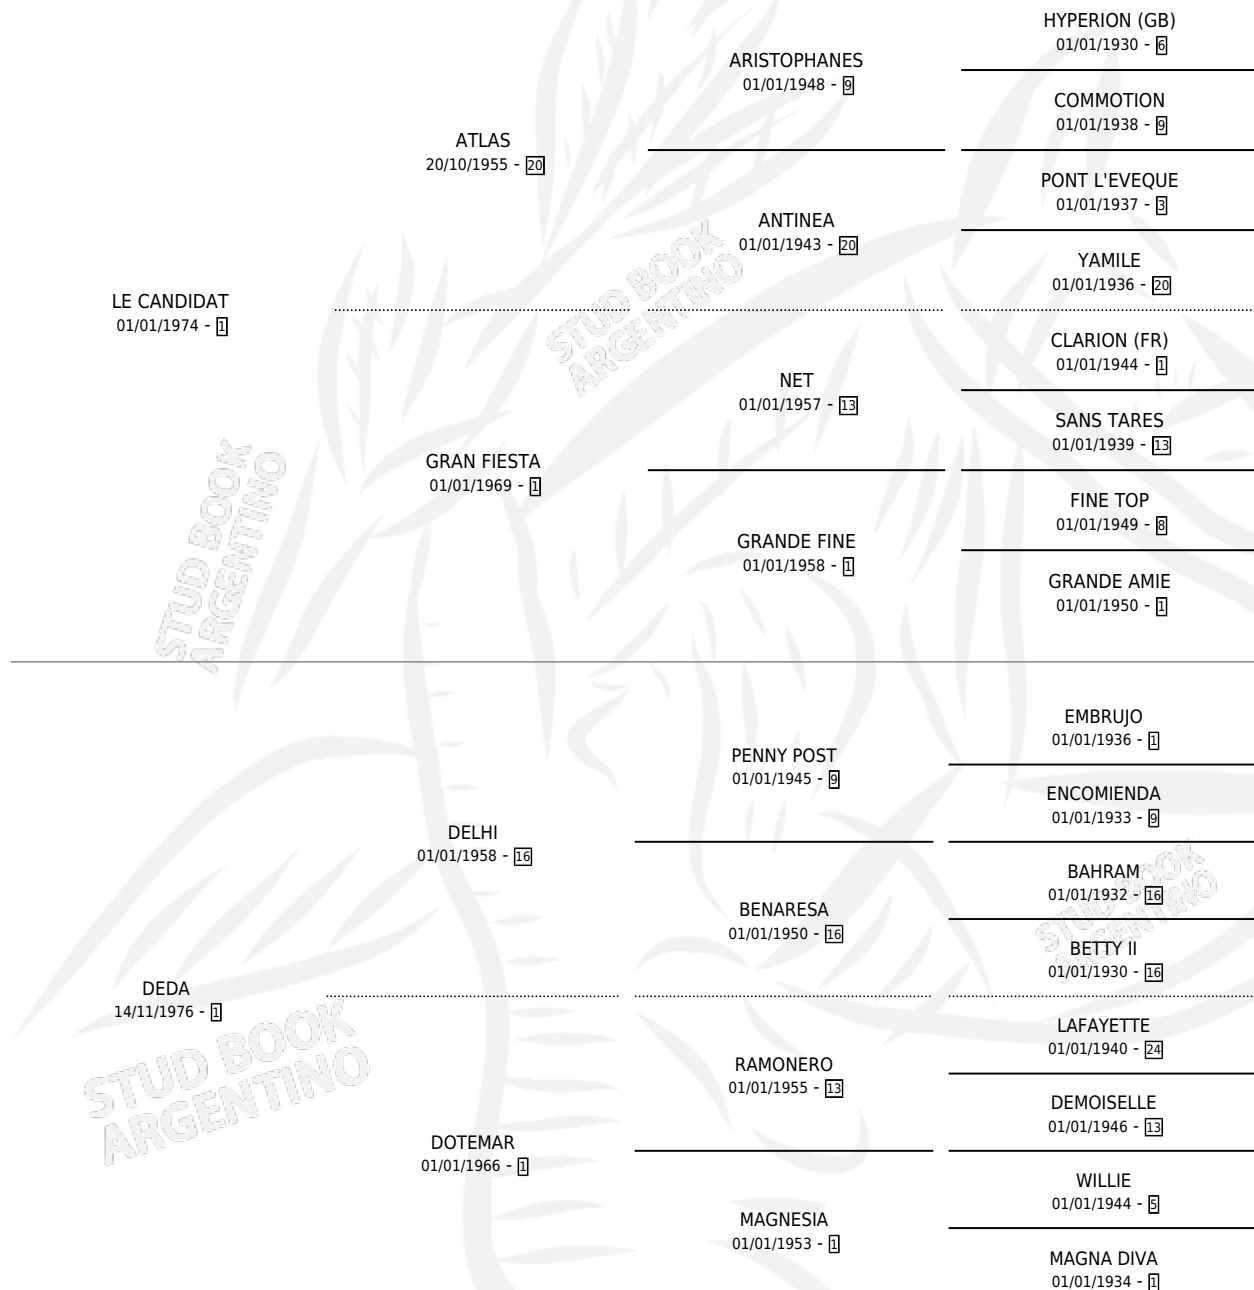 HYPERION (GB)
01/01/1930 - 6
ARISTOPHANES
01/01/1948 - 9
COMMOTION
01/01/1938 - 9
ATLAS
20/10/1955 - 20
PONT L'EVEQUE
01/01/1937 - 3
ANTINEA
01/01/1943 - 20
YAMILE
01/01/1936 - 20
LE CANDIDAT
01/01/1974 - 1
CLARION (FR)
01/01/1944 - 1
NET
01/01/1957 - 13
SANS TARES
01/01/1939 - 13
GRAN FIESTA
01/01/1969 - 1
FINE TOP
01/01/1949 - 8
GRANDE FINE
01/01/1958 - 1
GRANDE AMIE
01/01/1950 - 1
EMBRUJO
01/01/1936 - 1
PENNY POST
01/01/1945 - 9
ENCOMIENDA
01/01/1933 - 9
DELHI
01/01/1958 - 16
BAHRAM
01/01/1932 - 16
BENARESA
01/01/1950 - 16
BETTY II
01/01/1930 - 16
DEDA
14/11/1976 - 1
LAFAYETTE
01/01/1940 - 24
RAMONERO
01/01/1955 - 13
DEMOISELLE
01/01/1946 - 13
DOTEMAR
01/01/1966 - 1
WILLIE
01/01/1944 - 5
MAGNESIA
01/01/1953 - 1
MAGNA DIVA
01/01/1934 - 1
STUD BOOK
ARGENTINO
STUD BOOK
ARGENTINO
STUD BOOK
ARGENTINO
STUD BOOK
ARGENTINO